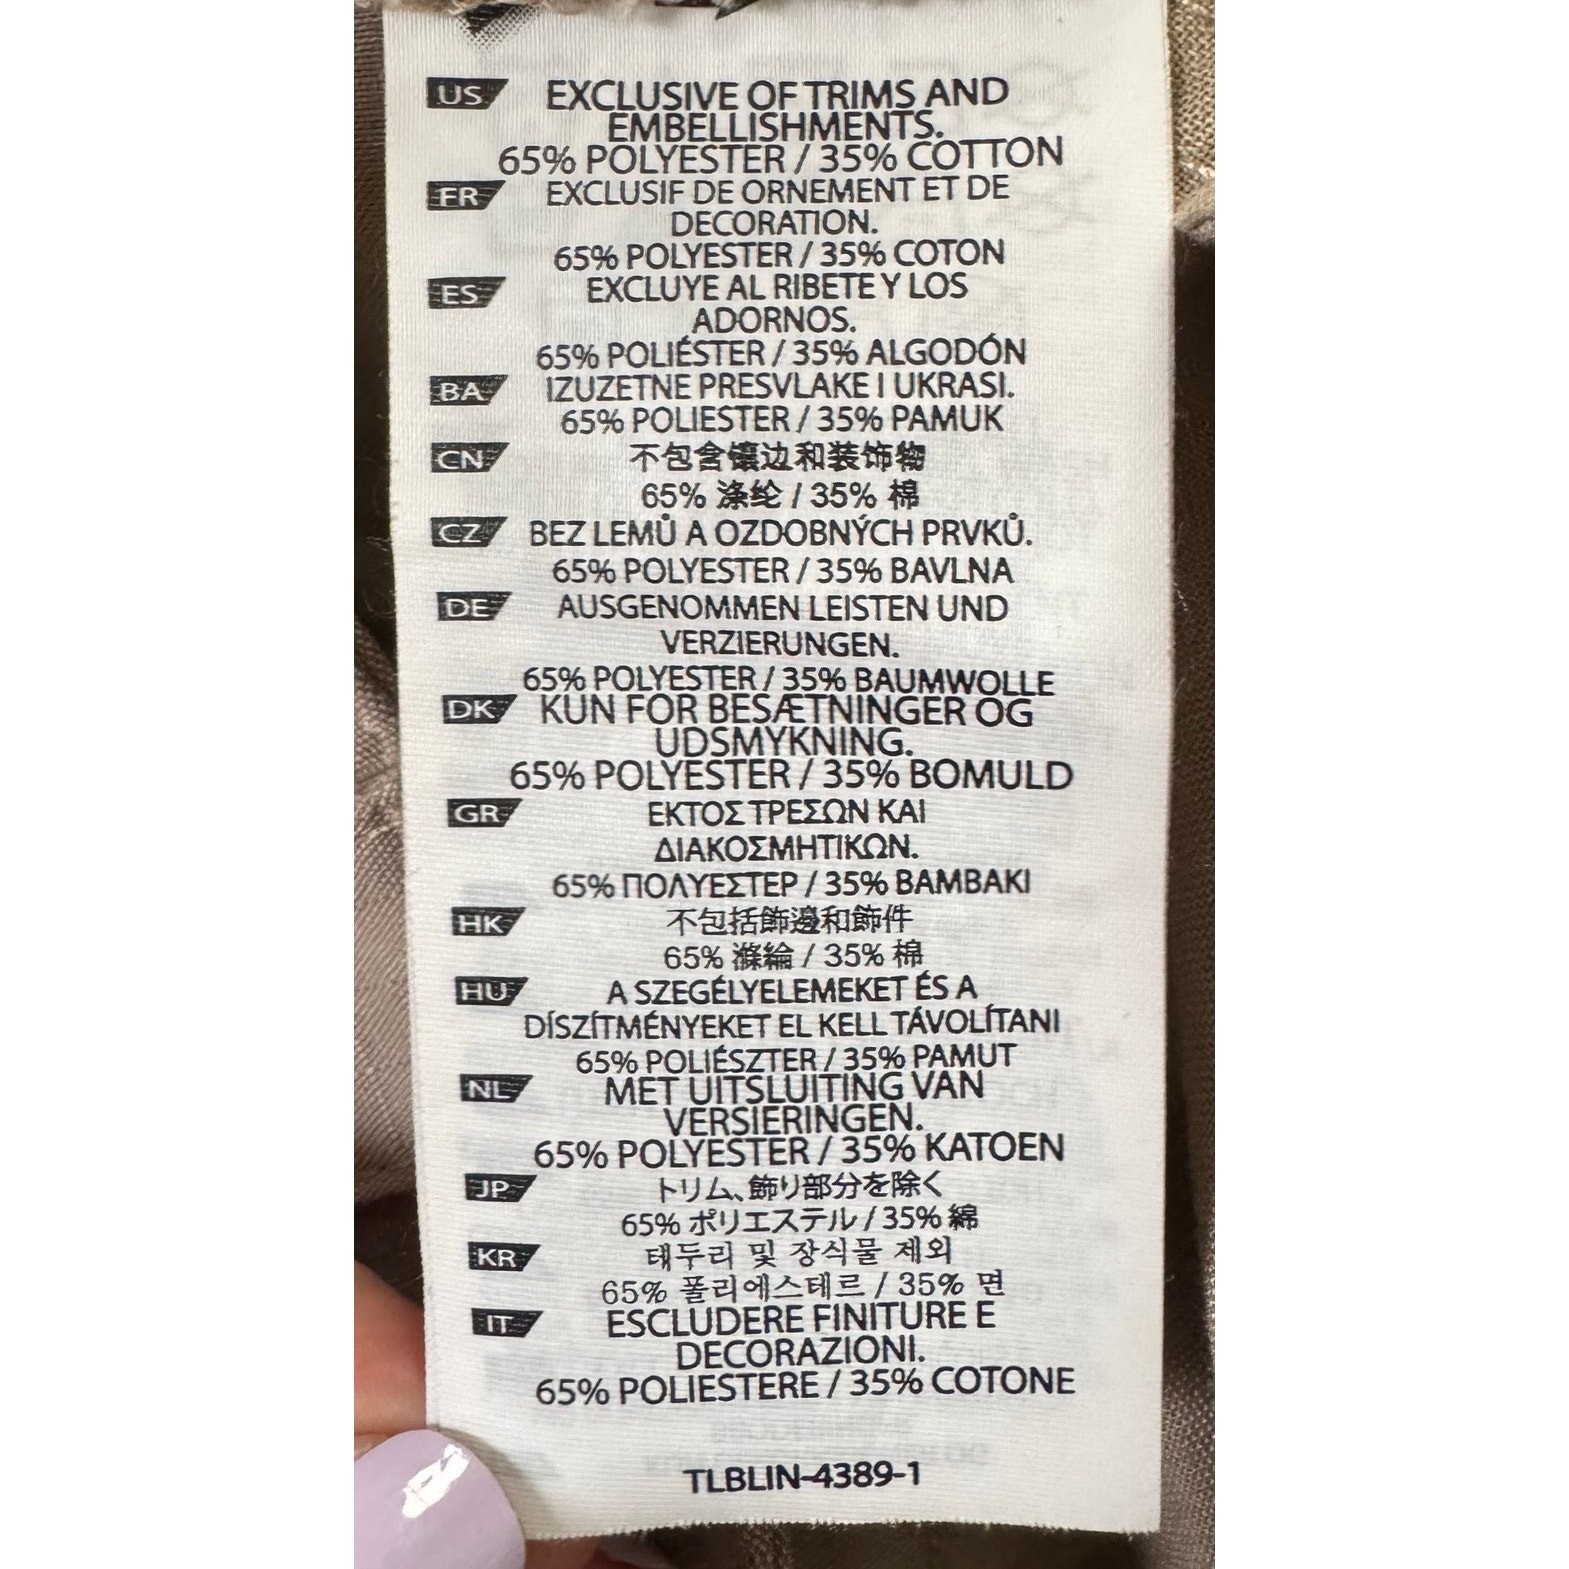 US EXCLUSIVE OF TRIMS AND
EMBELLISHMENTS.
65% POLYESTER / 35% COTTON
FR EXCLUSIF DE ORNEMENT ET DE
DECORATION.
65% POLYESTER / 35% COTON
ES EXCLUYE AL RIBETE Y LOS
ADORNOS.
65% POLIÉSTER / 35% ALGODÓN
BA IZUZETNE PRESVLAKE I UKRASI.
65% POLIESTER / 35% PAMUK
CN 不包含镶边和装饰物
65% 涤纶 / 35% 棉
CZ BEZ LEMŮ A OZDOBNÝCH PRVKŮ.
65% POLYESTER / 35% BAVLNA
DE AUSGENOMMEN LEISTEN UND
VERZIERUNGEN.
65% POLYESTER / 35% BAUMWOLLE
DK KUN FOR BESÆTNINGER OG
UDSMYKNING.
65% POLYESTER / 35% BOMULD
GR ΕΚΤΟΣ ΤΡΕΣΩΝ ΚΑΙ
ΔΙΑΚΟΣΜΗΤΙΚΩΝ.
65% ΠΟΛΥΕΣΤΕΡ / 35% ΒΑΜΒΑΚΙ
HK 不包括飾邊和飾件
65% 滌綸 / 35% 棉
HU A SZEGÉLYELEMEKET ÉS A
DÍSZÍTMÉNYEKET EL KELL TÁVOLÍTANI
65% POLIÉSZTER / 35% PAMUT
NL MET UITSLUITING VAN
VERSIERINGEN.
65% POLYESTER / 35% KATOEN
JP トリム、飾り部分を除く
65% ポリエステル / 35% 綿
KR 태두리 및 장식물 제외
65% 폴리에스테르 / 35% 면
IT ESCLUDERE FINITURE E
DECORAZIONI.
65% POLIESTERE / 35% COTONE
TLBLIN-4389-1